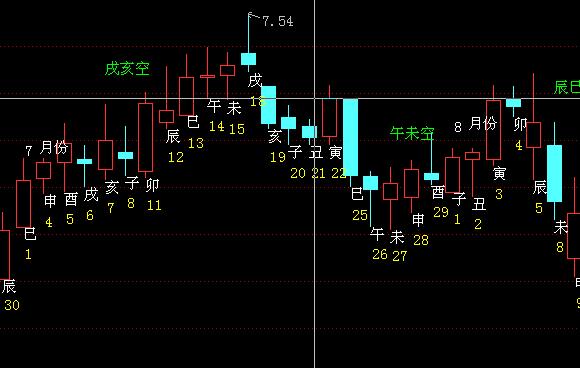 7.54
戌亥空
辰巳
戌
18
7 月份
午未空
8 月份
辰
30
巳
1
申
4
酉
5
戌
6
亥
7
子
8
卯
11
辰
12
巳
13
午
14
未
15
亥
19
子
20
丑
21
寅
22
巳
25
午
26
未
27
申
28
酉
29
子
1
丑
2
寅
3
卯
4
辰
5
未
8